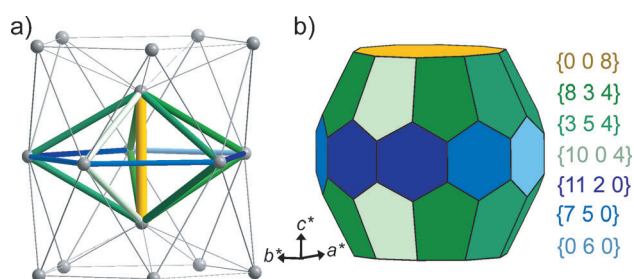 a)
b)
{0 0 8}
{8 3 4}
{3 5 4}
{10 0 4}
{11 2 0}
{7 5 0}
{0 6 0}
c*
b* a*